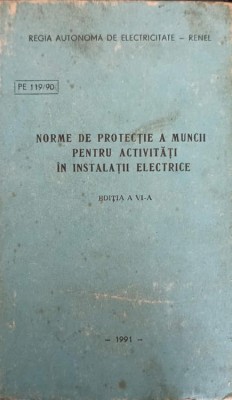 REGIA AUTONOMA DE ELECTRICITATE - RENEL
PE 119/90
NORME DE PROTECȚIE A MUNCII
PENTRU ACTIVITĂȚI
ÎN INSTALAȚII ELECTRICE
EDIȚIA A VI-A
- 1991 -